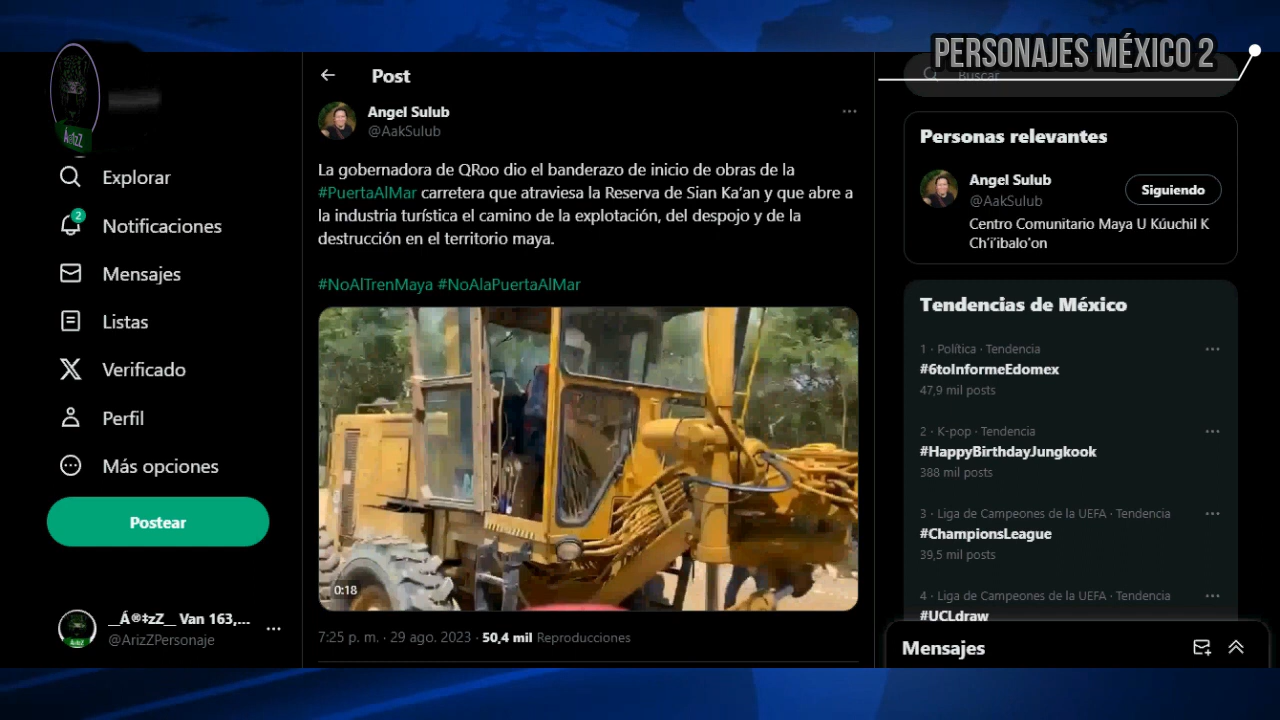 PERSONAJES MÉXICO 2
ÁrizZ
Explorar
2
Notificaciones
Mensajes
Listas
Verificado
Perfil
Más opciones
Postear
__Á®‡zZ__ Van 163,...
@ArizZPersonaje
Post
Angel Sulub
@AakSulub
La gobernadora de QRoo dio el banderazo de inicio de obras de la
#PuertaAlMar carretera que atraviesa la Reserva de Sian Ka’an y que abre a
la industria turística el camino de la explotación, del despojo y de la
destrucción en el territorio maya.
#NoAlTrenMaya #NoAlaPuertaAlMar
0:18
7:25 p. m. · 29 ago. 2023 · 50,4 mil Reproducciones
Buscar
Personas relevantes
Angel Sulub
@AakSulub
Siguiendo
Centro Comunitario Maya U Kúuchil K
Ch’i’ibalo’on
Tendencias de México
1 · Política · Tendencia
#6toInformeEdomex
47,9 mil posts
2 · K-pop · Tendencia
#HappyBirthdayJungkook
388 mil posts
3 · Liga de Campeones de la UEFA · Tendencia
#ChampionsLeague
39,5 mil posts
4 · Liga de Campeones de la UEFA · Tendencia
#UCLdraw
Mensajes